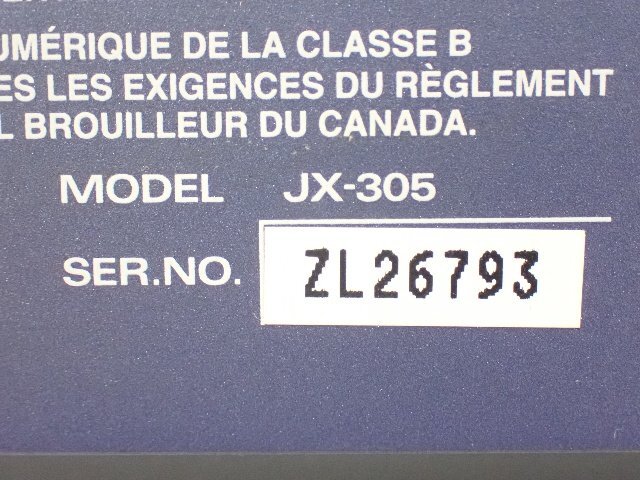 UMÉRIQUE DE LA CLASSE B
ES LES EXIGENCES DU RÈGLEMENT
L BROUILLEUR DU CANADA.
MODEL JX-305
SER.NO. ZL26793